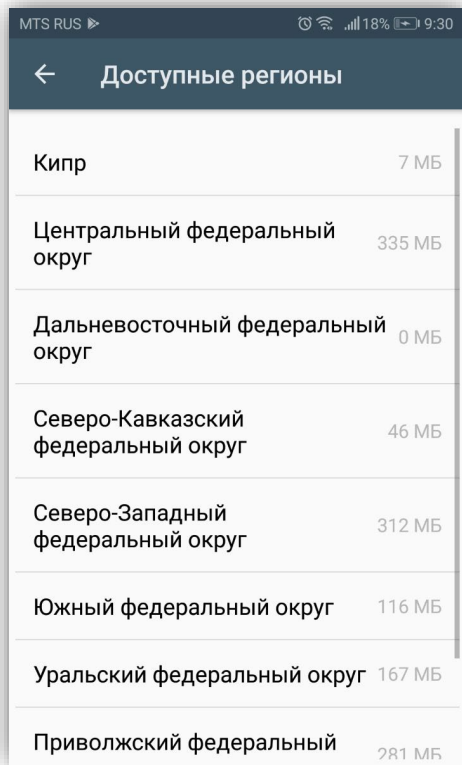 MTS RUS 18% 9:30
Доступные регионы
Кипр 7 МБ
Центральный федеральный
округ 335 МБ
Дальневосточный федеральный
округ 0 МБ
Северо-Кавказский
федеральный округ 46 МБ
Северо-Западный
федеральный округ 312 МБ
Южный федеральный округ 116 МБ
Уральский федеральный округ 167 МБ
Приволжский федеральный 281 МБ